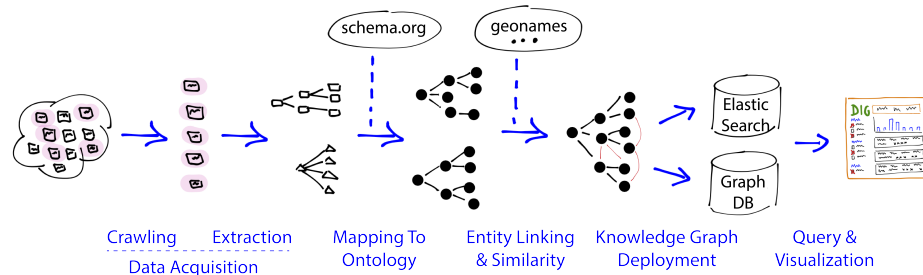 schema.org
geonames
...
Elastic
Search
Graph
DB
DIG
Crawling
Extraction
Data Acquisition
Mapping To
Ontology
Entity Linking
& Similarity
Knowledge Graph
Deployment
Query &
Visualization